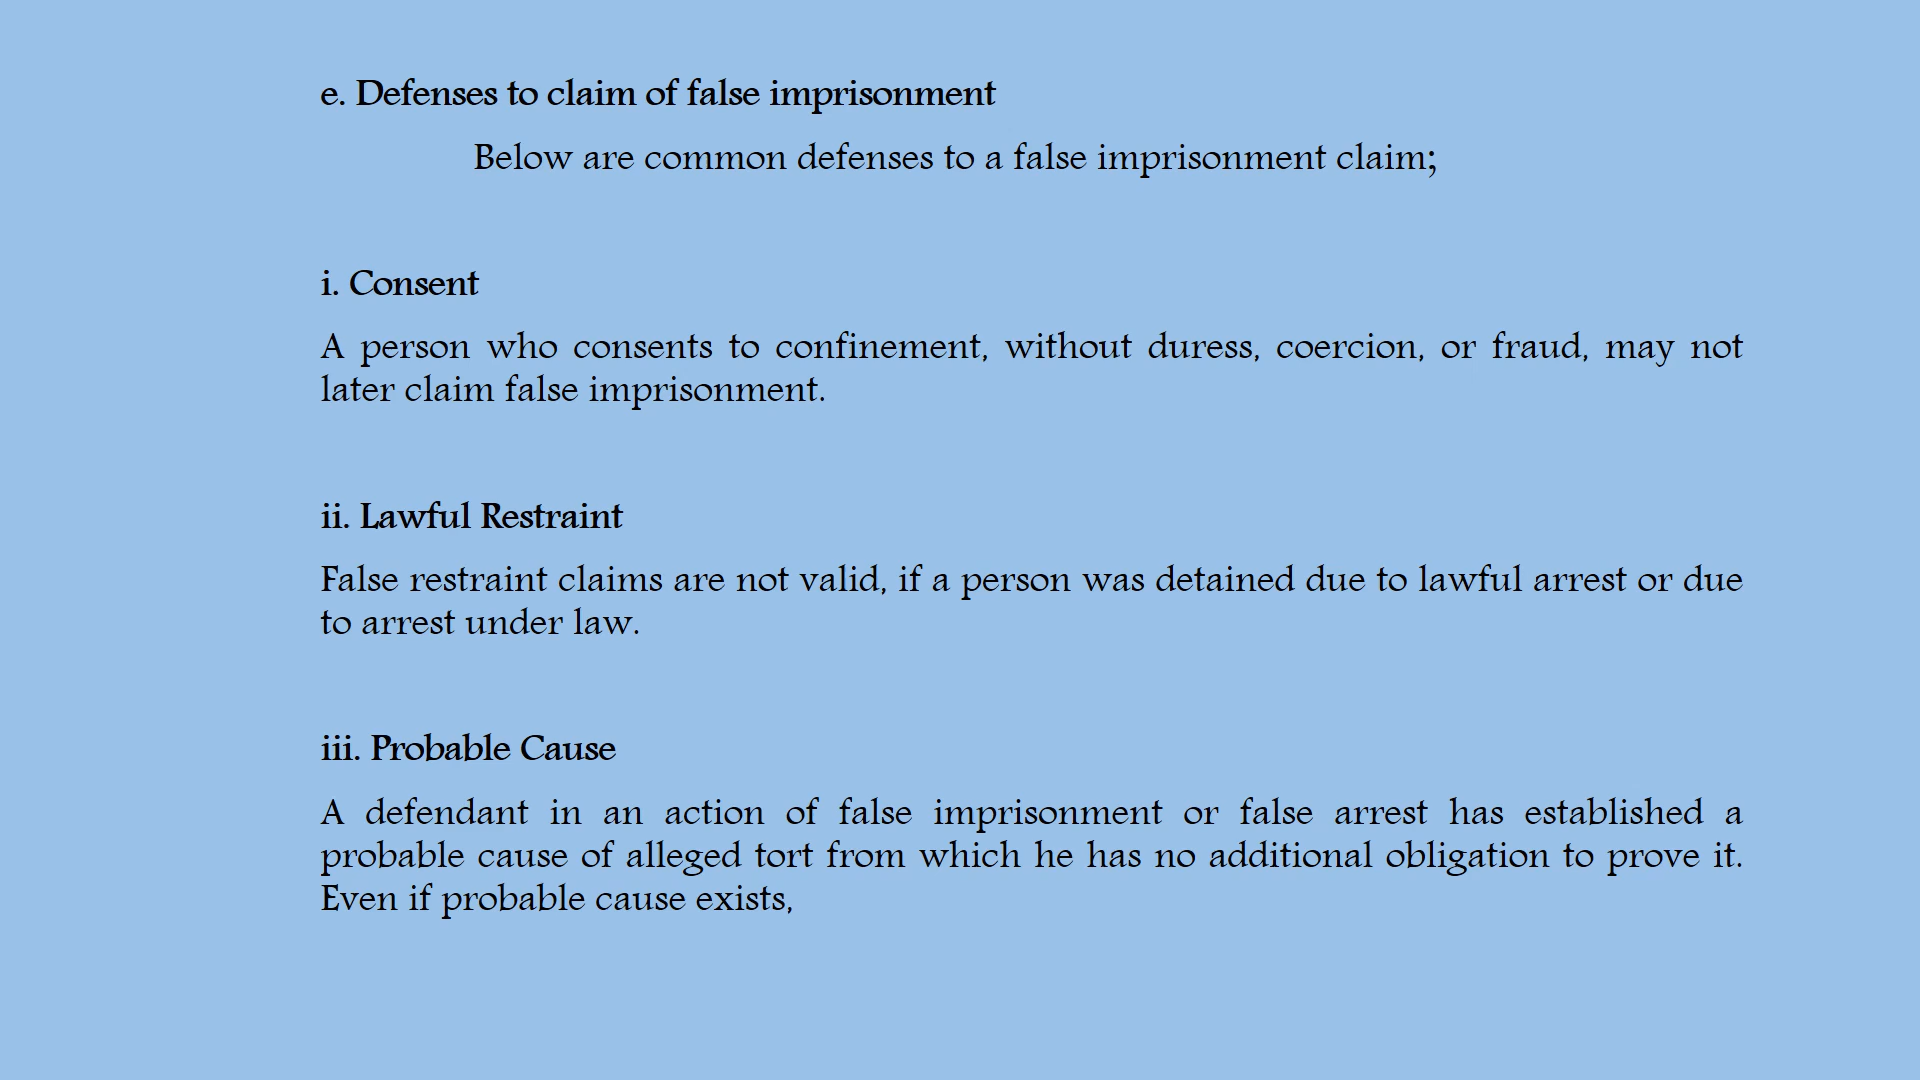 e. Defenses to claim of false imprisonment
Below are common defenses to a false imprisonment claim;
i. Consent
A person who consents to confinement, without duress, coercion, or fraud, may not
later claim false imprisonment.
ii. Lawful Restraint
False restraint claims are not valid, if a person was detained due to lawful arrest or due
to arrest under law.
iii. Probable Cause
A defendant in an action of false imprisonment or false arrest has established a
probable cause of alleged tort from which he has no additional obligation to prove it.
Even if probable cause exists,